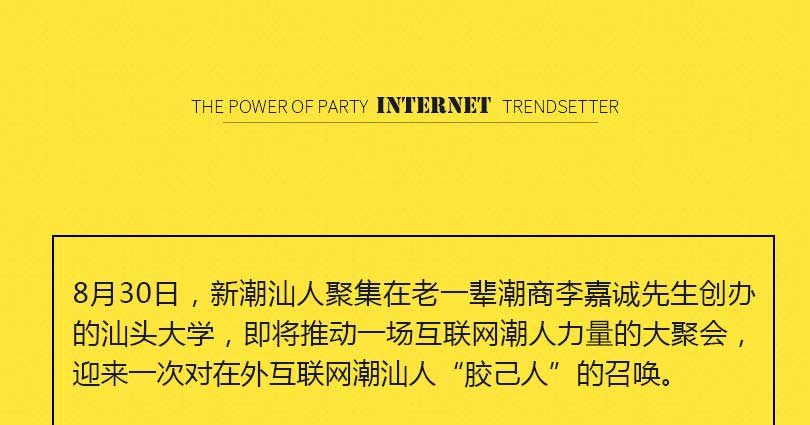 THE POWER OF PARTY INTERNET TRENDSETTER
8月30日，新潮汕人聚集在老一辈潮商李嘉诚先生创办
的汕头大学，即将推动一场互联网潮人力量的大聚会，
迎来一次对在外互联网潮汕人“胶己人”的召唤。